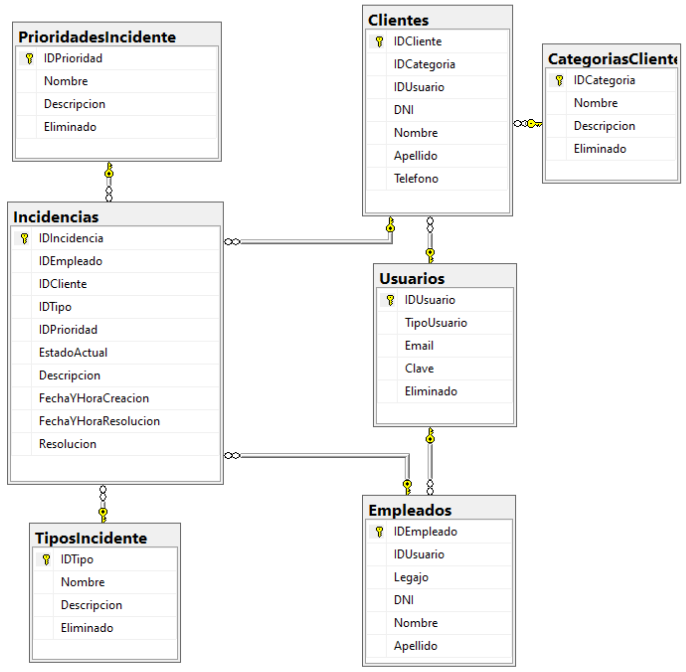 PrioridadesIncidente
IDPrioridad
Nombre
Descripcion
Eliminado
Clientes
IDCliente
IDCategoria
IDUsuario
DNI
Nombre
Apellido
Telefono
CategoriasCliente
IDCategoria
Nombre
Descripcion
Eliminado
Incidencias
IDIncidencia
IDEmpleado
IDCliente
IDTipo
IDPrioridad
EstadoActual
Descripcion
FechaYHoraCreacion
FechaYHoraResolucion
Resolucion
Usuarios
IDUsuario
TipoUsuario
Email
Clave
Eliminado
TiposIncidente
IDTipo
Nombre
Descripcion
Eliminado
Empleados
IDEmpleado
IDUsuario
Legajo
DNI
Nombre
Apellido